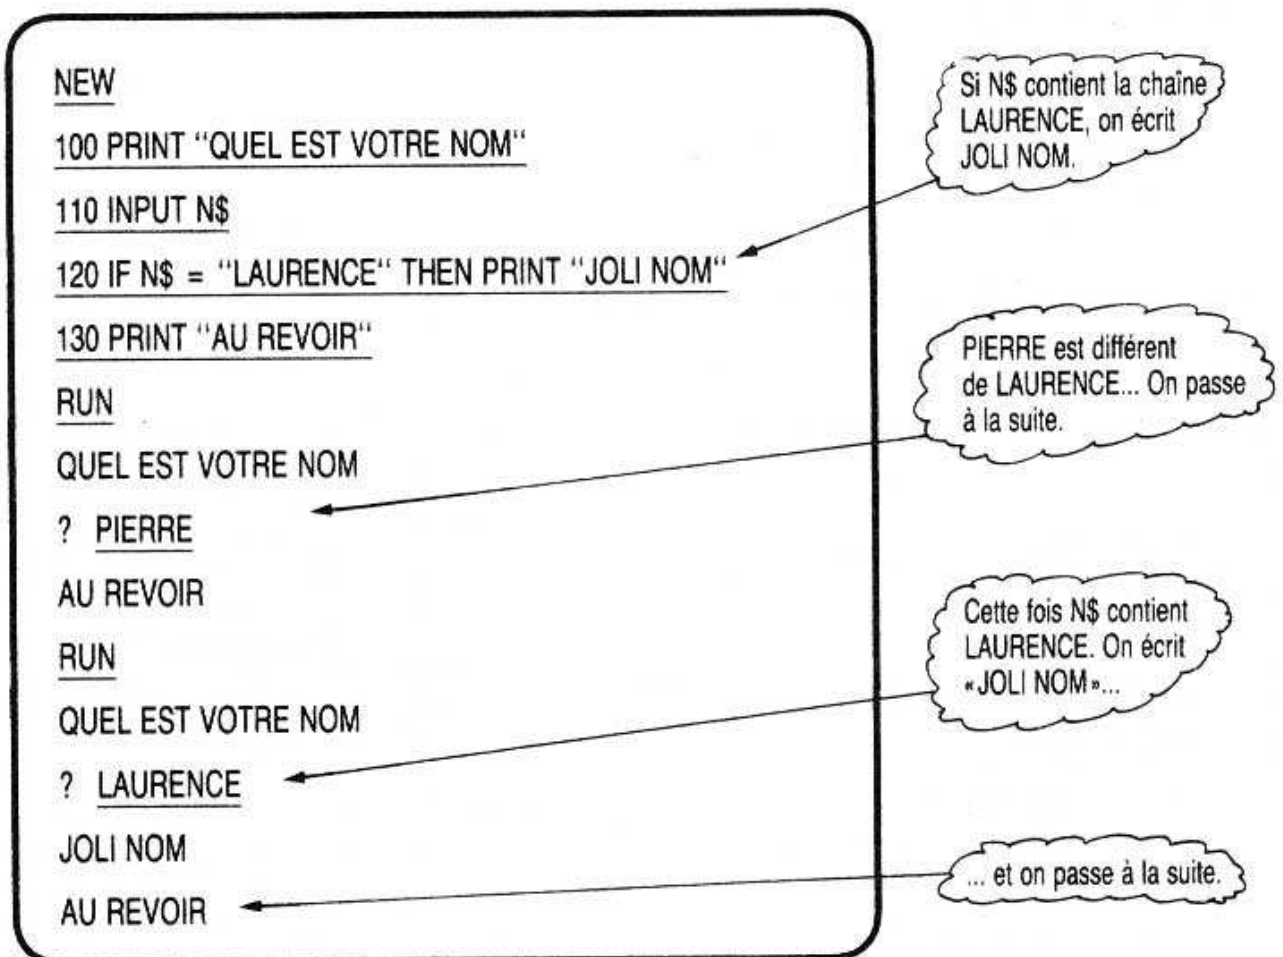 NEW
100 PRINT “QUEL EST VOTRE NOM“
110 INPUT N$
120 IF N$ = “LAURENCE“ THEN PRINT “JOLI NOM“
130 PRINT “AU REVOIR“
RUN
QUEL EST VOTRE NOM
? PIERRE
AU REVOIR
RUN
QUEL EST VOTRE NOM
? LAURENCE
JOLI NOM
AU REVOIR
Si N$ contient la chaîne
LAURENCE, on écrit
JOLI NOM.
PIERRE est différent
de LAURENCE... On passe
à la suite.
Cette fois N$ contient
LAURENCE. On écrit
«JOLI NOM»...
... et on passe à la suite.